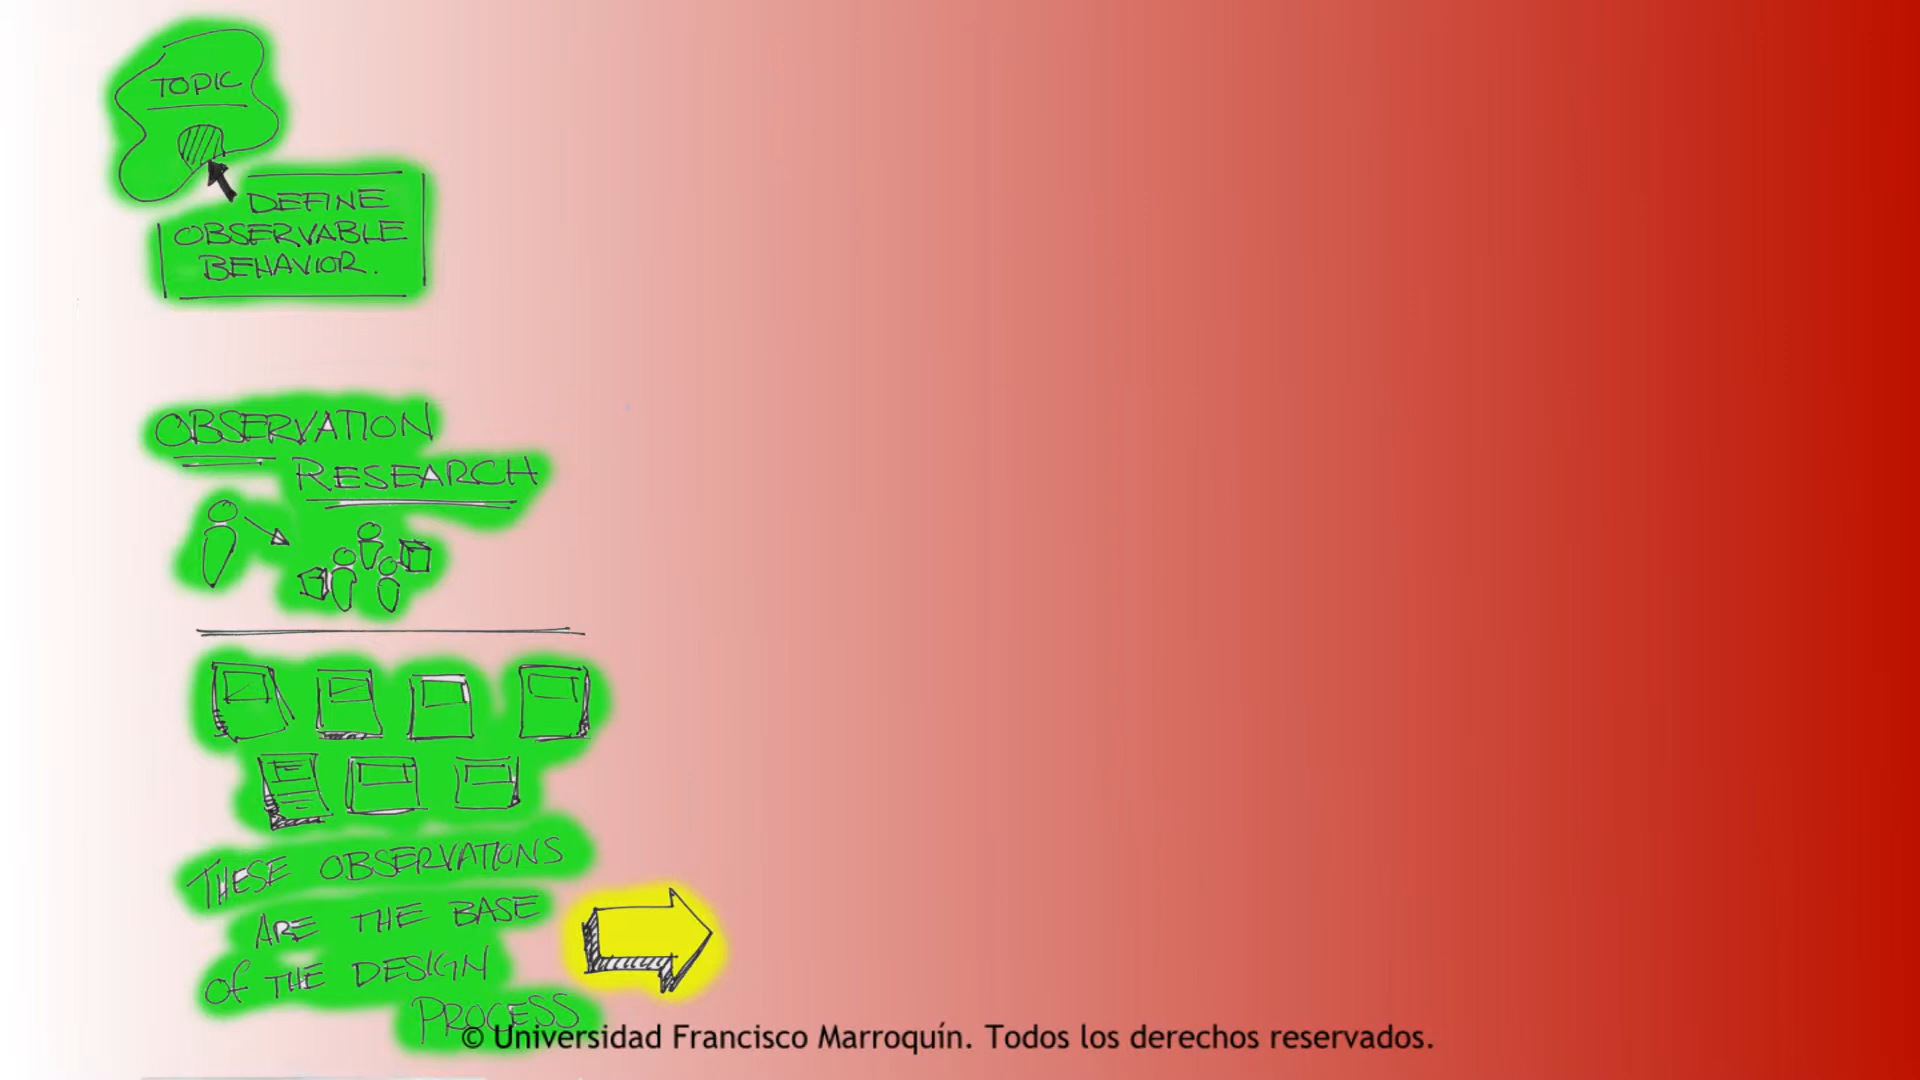 TOPIC
DEFINE
OBSERVABLE
BEHAVIOR.
OBSERVATION
RESEARCH
THESE OBSERVATIONS
ARE THE BASE
Of THE DESIGN
PROCESS
© Universidad Francisco Marroquín. Todos los derechos reservados.